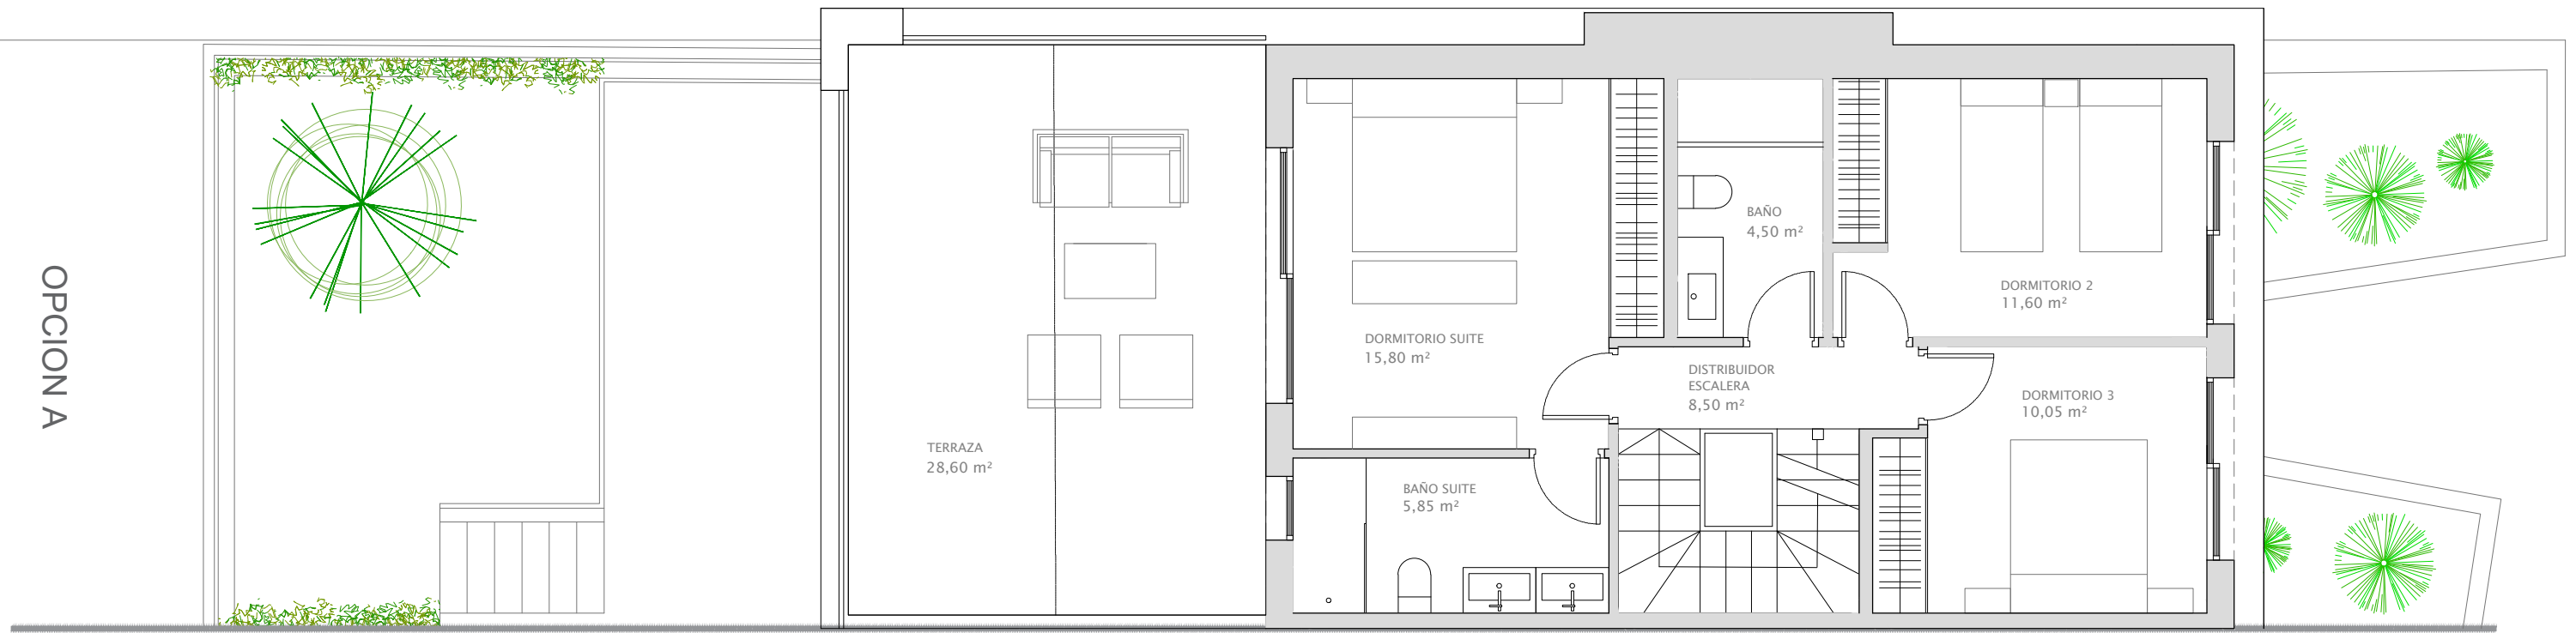 OPCION A
TERRAZA
28,60 m²
DORMITORIO SUITE
15,80 m²
BAÑO SUITE
5,85 m²
BAÑO
4,50 m²
DISTRIBUIDOR
ESCALERA
8,50 m²
DORMITORIO 2
11,60 m²
DORMITORIO 3
10,05 m²